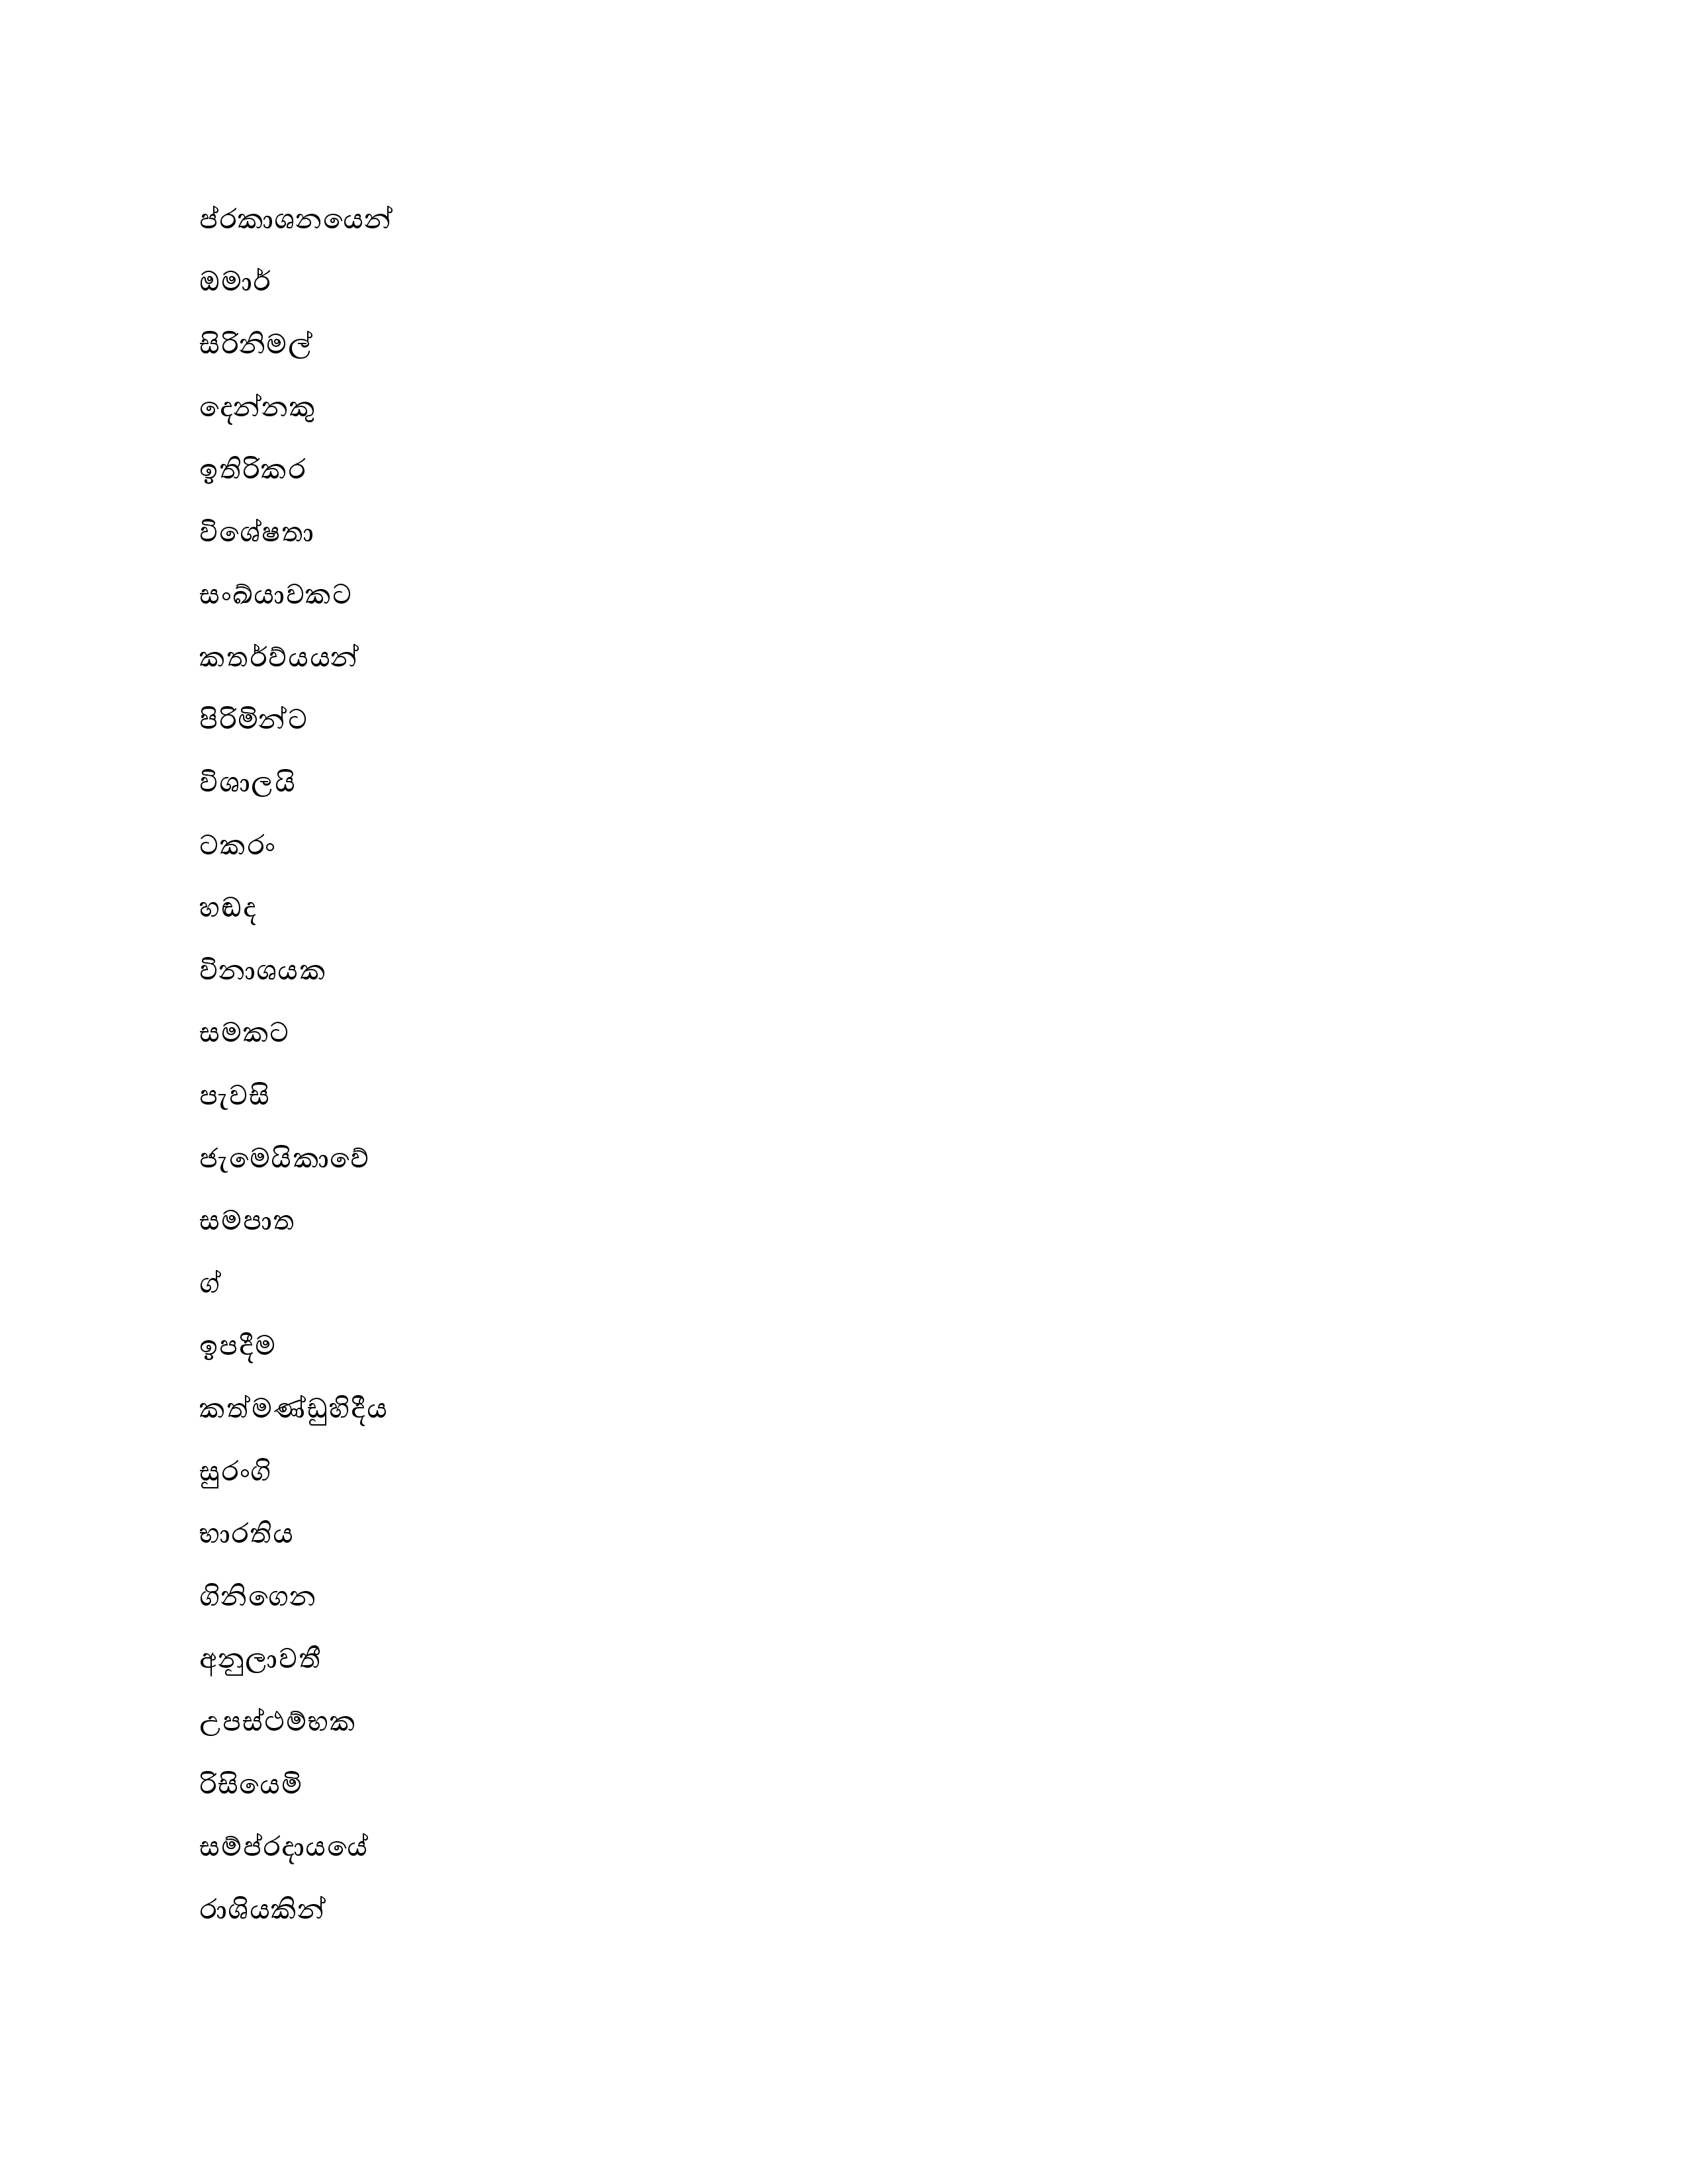 ප්රකාශනයෙන්
ඔමාර්
සිරිනිමල්
දෙන්නකු
ඉතිරිකර
විශේෂතා
සංඛ්යාවකට
කතර්ව්යයන්
පිරිමින්ට
විශාලයි
ටකරං
හඬද
විනාශයක
සමකට
පැවසි
ජැමෙයිකාවේ
සමපාත
ග්
ඉපදීම
කත්මණ්ඩුහිදීය
සුරංගි
භාරතිය
ගිනිගෙන
අනුලාවතී
උපස්ථම්භක
රිසියෙමි
සම්ප්රදායයේ
රාශියකින්